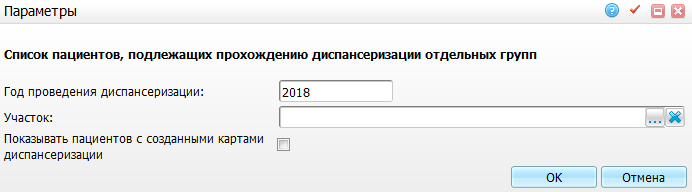 Параметры
Список пациентов, подлежащих прохождению диспансеризации отдельных групп
Год проведения диспансеризации: 2018
Участок: ...
Показывать пациентов с созданными картами
диспансеризации
OK Отмена